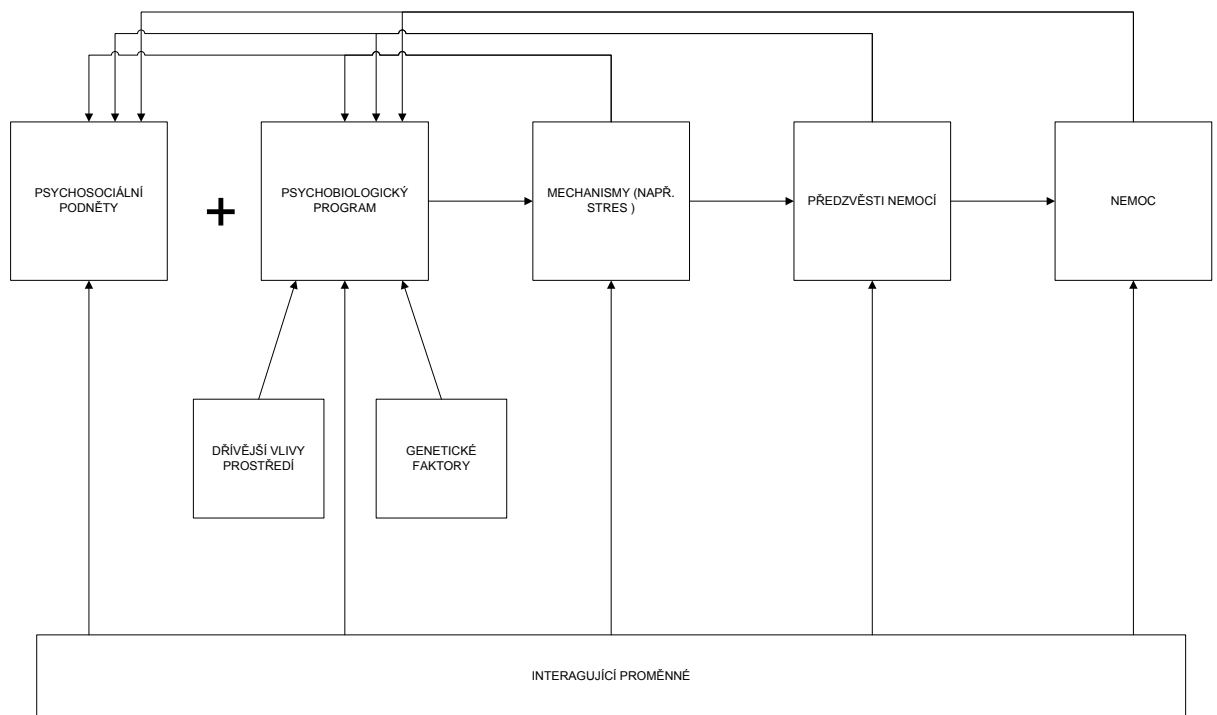 PSYCHOSOCIÁLNÍ
PODNĚTY
+
PSYCHOBIOLOGICKÝ
PROGRAM
MECHANISMY (NAPŘ.
STRES )
PŘEDZVĚSTI NEMOCÍ
NEMOC
DŘÍVĚJŠÍ VLIVY
PROSTŘEDÍ
GENETICKÉ
FAKTORY
INTERAGUJÍCÍ PROMĚNNÉ